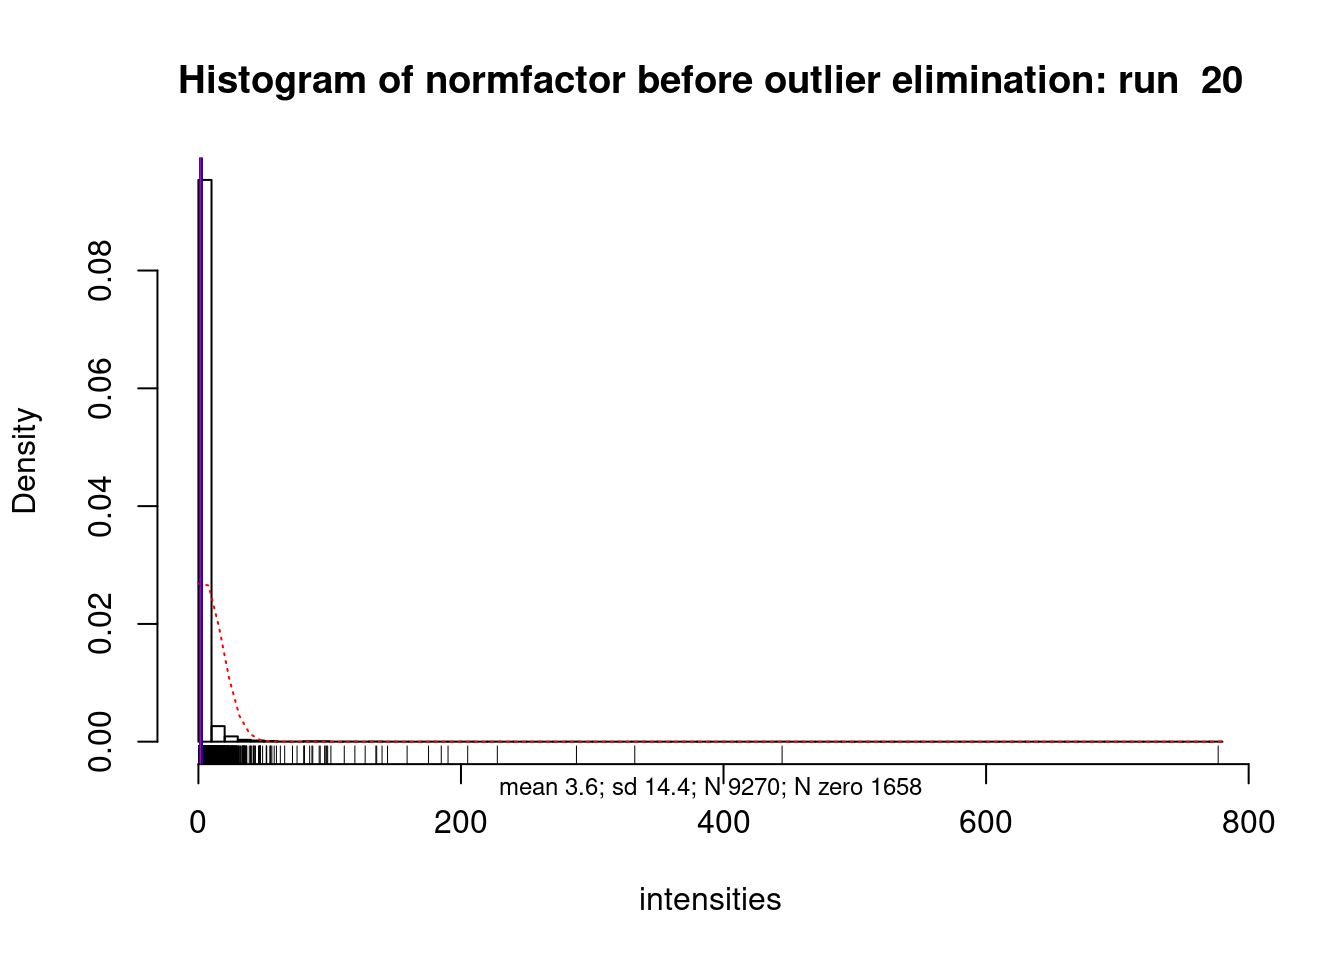 Histogram of normfactor before outlier elimination: run  20
Density
0.08
0.06
0.04
0.02
0.00
mean 3.6; sd 14.4; N 9270; N zero 1658
0 200 400 600 800
intensities